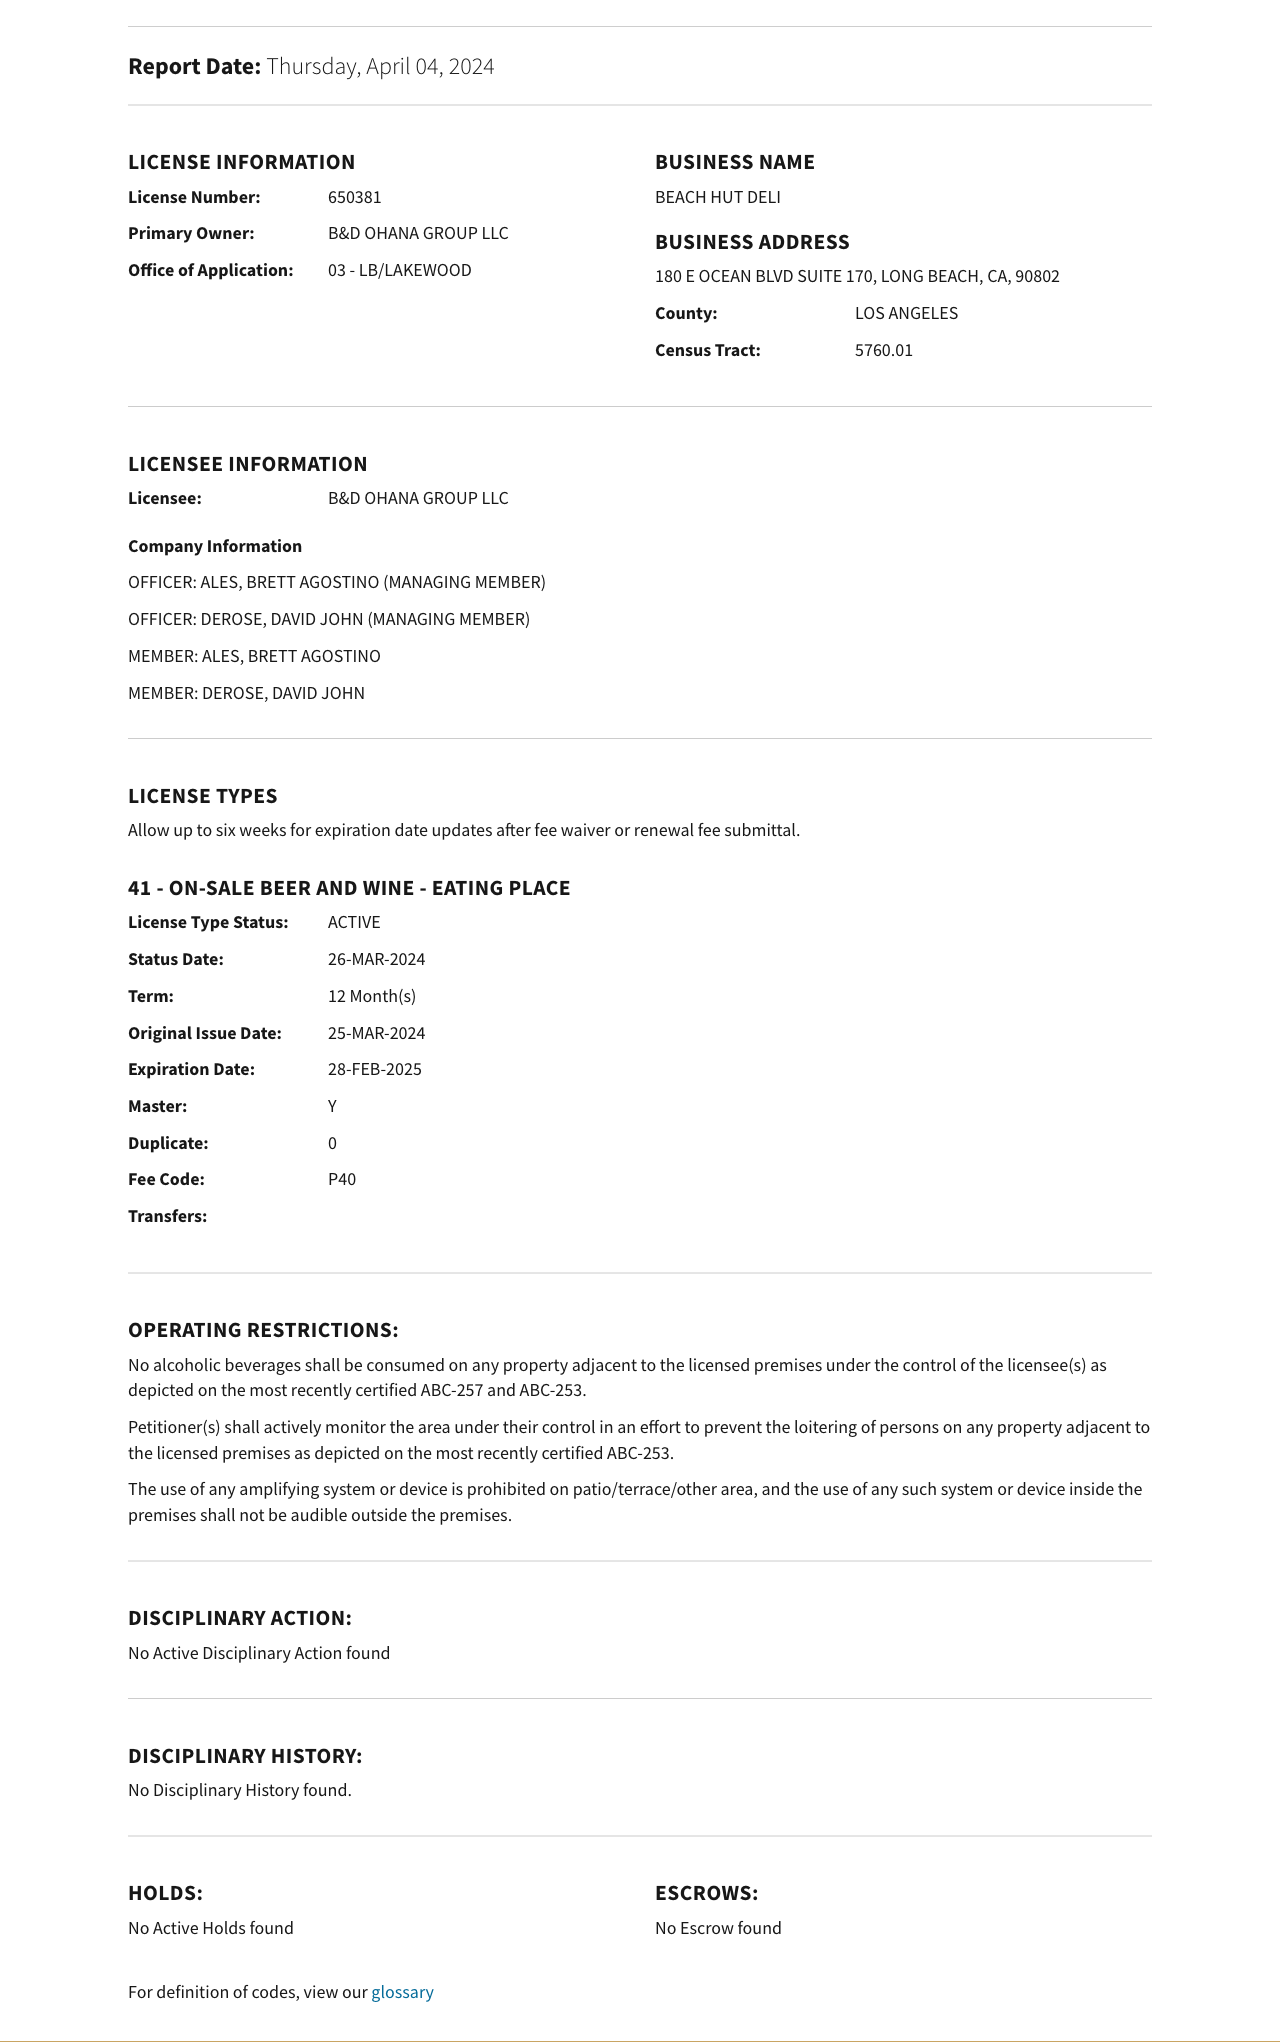 Report Date: Thursday, April 04, 2024
LICENSE INFORMATION
License Number: 650381
Primary Owner: B&D OHANA GROUP LLC
Office of Application: 03 - LB/LAKEWOOD
BUSINESS NAME
BEACH HUT DELI
BUSINESS ADDRESS
180 E OCEAN BLVD SUITE 170, LONG BEACH, CA, 90802
County: LOS ANGELES
Census Tract: 5760.01
LICENSEE INFORMATION
Licensee: B&D OHANA GROUP LLC
Company Information
OFFICER: ALES, BRETT AGOSTINO (MANAGING MEMBER)
OFFICER: DEROSE, DAVID JOHN (MANAGING MEMBER)
MEMBER: ALES, BRETT AGOSTINO
MEMBER: DEROSE, DAVID JOHN
LICENSE TYPES
Allow up to six weeks for expiration date updates after fee waiver or renewal fee submittal.
41 - ON-SALE BEER AND WINE - EATING PLACE
License Type Status: ACTIVE
Status Date: 26-MAR-2024
Term: 12 Month(s)
Original Issue Date: 25-MAR-2024
Expiration Date: 28-FEB-2025
Master: Y
Duplicate: 0
Fee Code: P40
Transfers:
OPERATING RESTRICTIONS:
No alcoholic beverages shall be consumed on any property adjacent to the licensed premises under the control of the licensee(s) as
depicted on the most recently certified ABC-257 and ABC-253.
Petitioner(s) shall actively monitor the area under their control in an effort to prevent the loitering of persons on any property adjacent to
the licensed premises as depicted on the most recently certified ABC-253.
The use of any amplifying system or device is prohibited on patio/terrace/other area, and the use of any such system or device inside the
premises shall not be audible outside the premises.
DISCIPLINARY ACTION:
No Active Disciplinary Action found
DISCIPLINARY HISTORY:
No Disciplinary History found.
HOLDS:
No Active Holds found
ESCROWS:
No Escrow found
For definition of codes, view our glossary